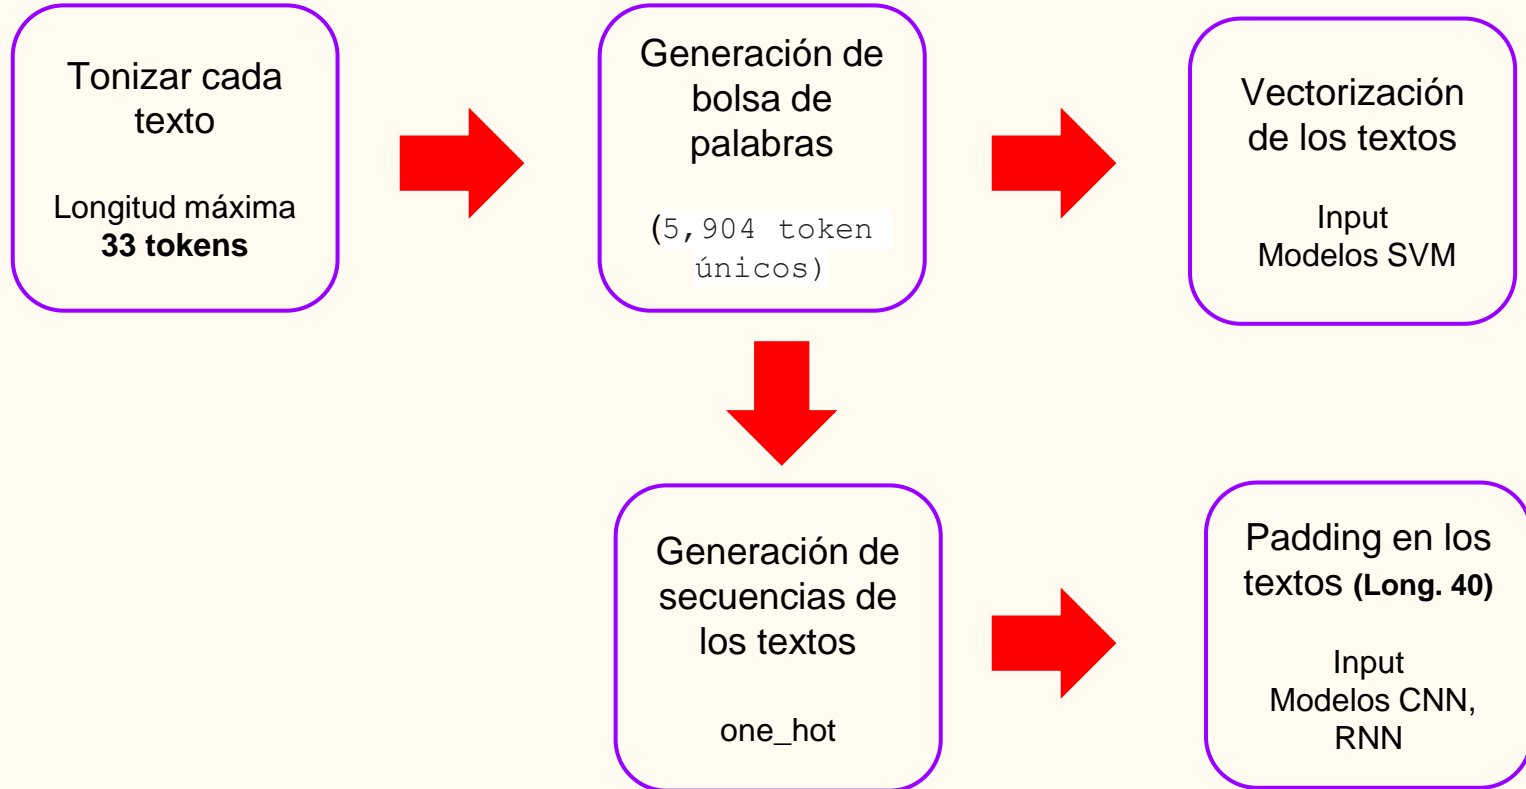 Tonizar cada
texto
Longitud máxima
33 tokens
Generación de
bolsa de
palabras
(5,904 token
únicos)
Vectorización
de los textos
Input
Modelos SVM
Generación de
secuencias de
los textos
one_hot
Padding en los
textos (Long. 40)
Input
Modelos CNN,
RNN